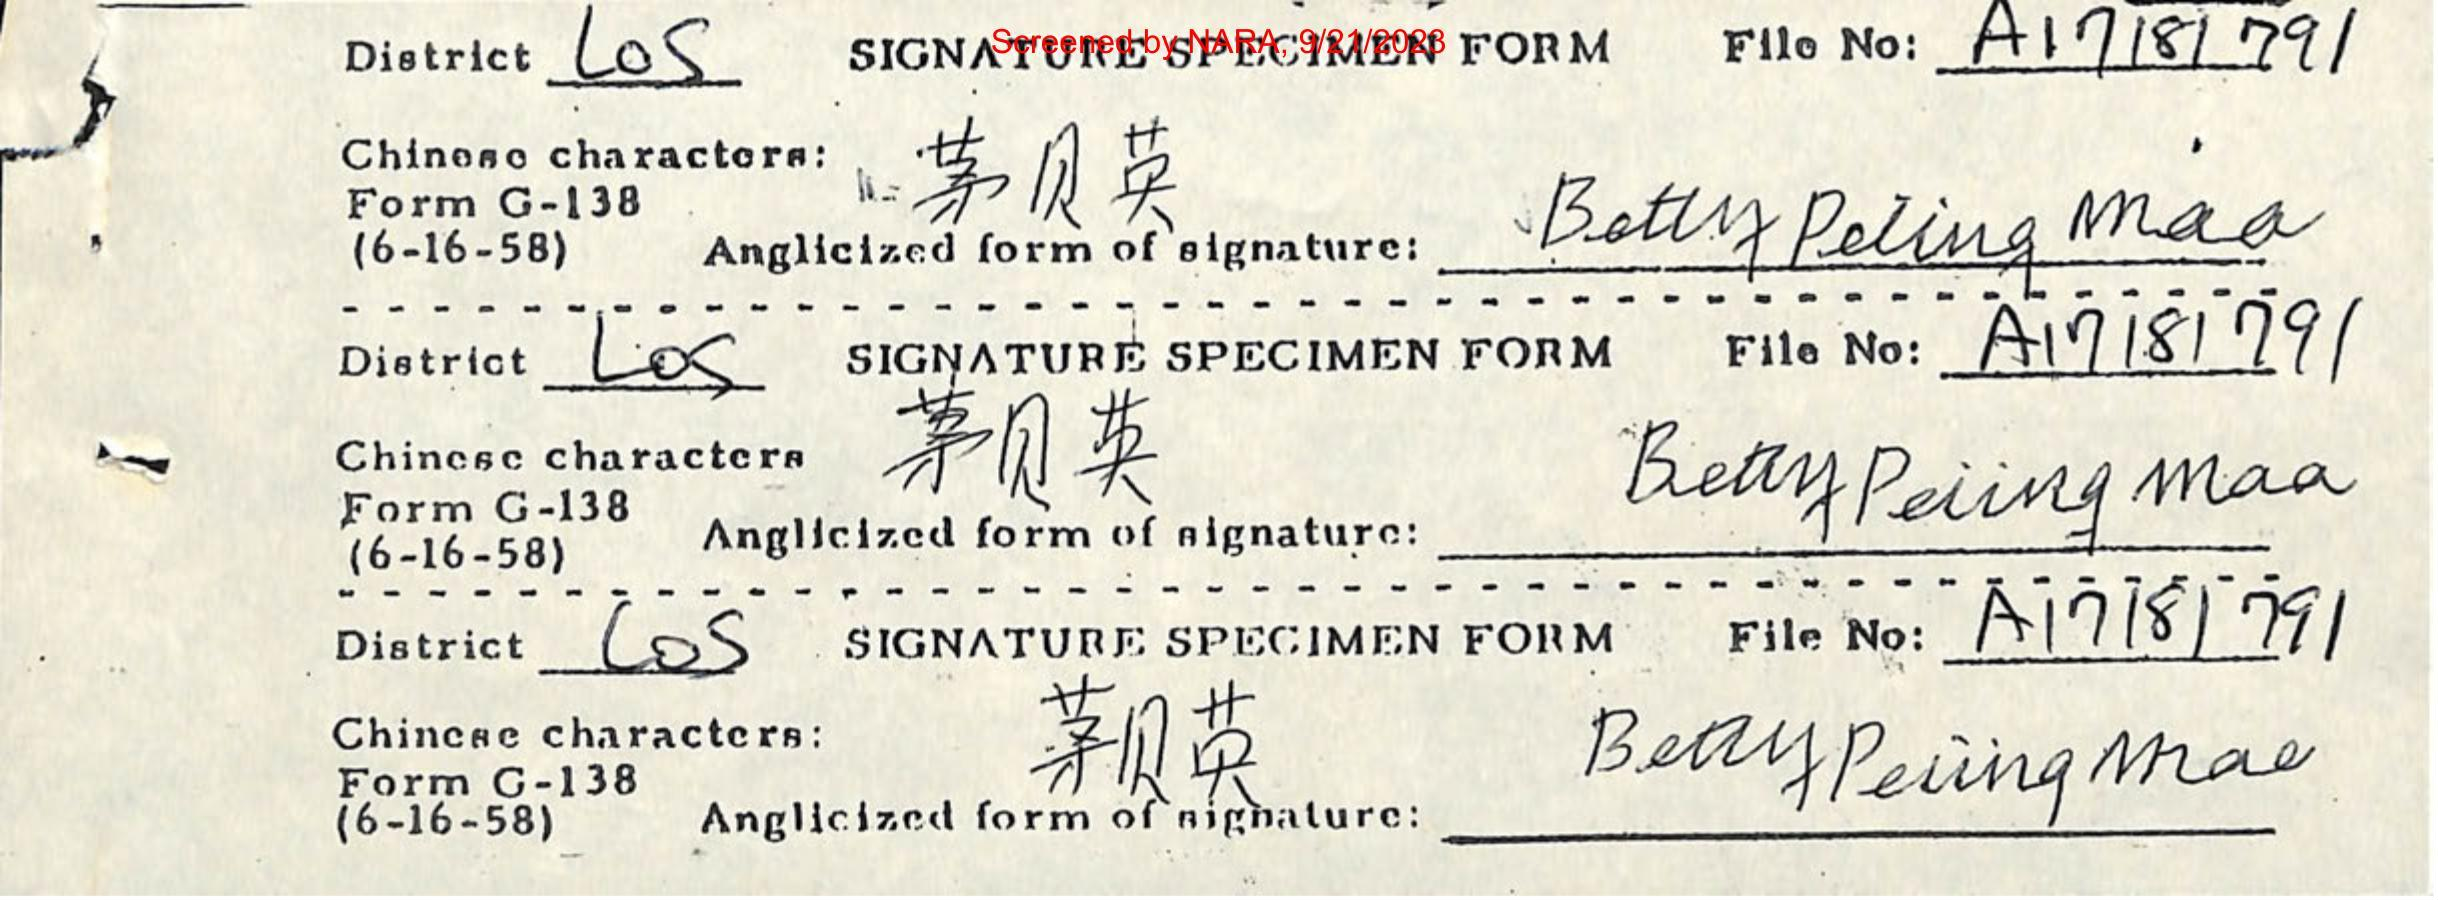 Screened by NARA, 9/21/2023
District LOS SIGNATURE SPECIMEN FORM File No: A17181791
Chinese characters: 茅贝英
Form G-138
(6-16-58) Anglicized form of signature: Betty Peiing Maa
District LOS SIGNATURE SPECIMEN FORM File No: A17181791
Chinese characters 茅贝英
Form G-138
(6-16-58) Anglicized form of signature: Betty Peiing Maa
District LOS SIGNATURE SPECIMEN FORM File No: A17181791
Chinese characters: 茅贝英
Form G-138
(6-16-58) Anglicized form of signature: Betty Peiing Maa